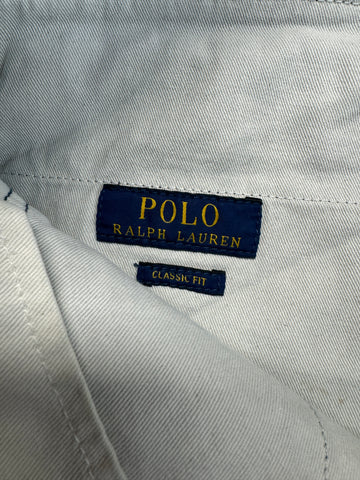 POLO
RALPH LAUREN
CLASSIC FIT